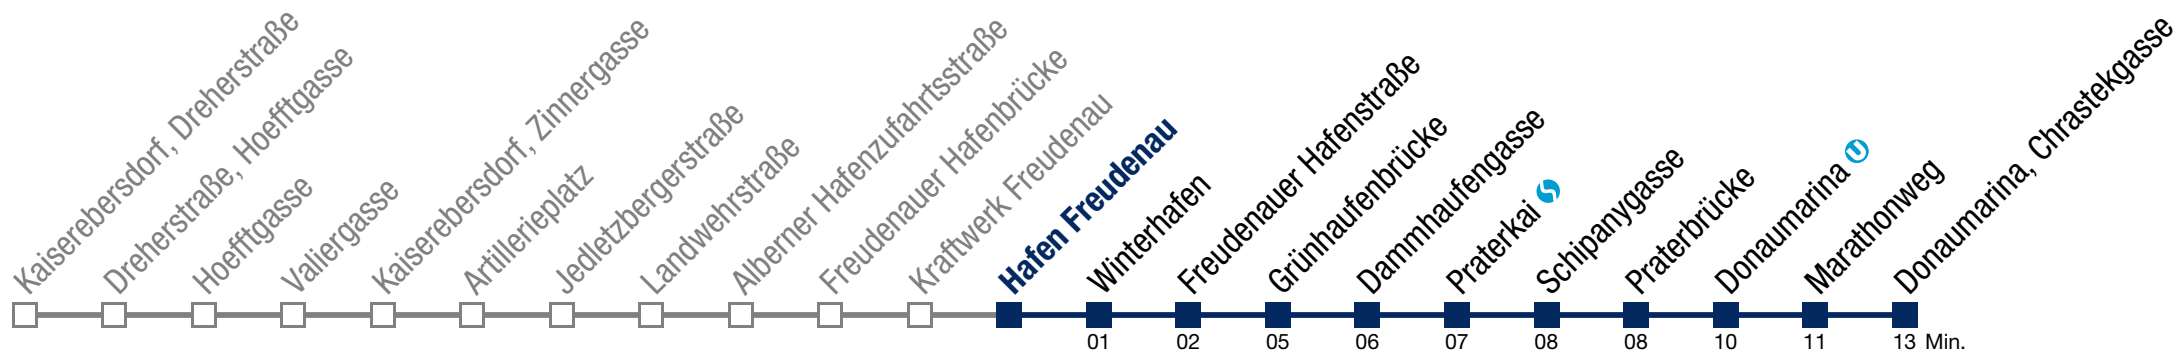 Kaiserebersdorf, Dreherstraße
Dreherstraße, Hoefftgasse
Hoefftgasse
Valiergasse
Kaiserebersdorf, Zinnergasse
Artillerieplatz
Jedletzbergerstraße
Landwehrstraße
Alberner Hafenzufahrtsstraße
Freudenauer Hafenbrücke
Kraftwerk Freudenau
Hafen Freudenau
Winterhafen
Freudenauer Hafenstraße
Grünhaufenbrücke
Dammhaufengasse
Praterkai S
Schipanygasse
Praterbrücke
Donaumarina U
Marathonweg
Donaumarina, Chrastekgasse
01 02 05 06 07 08 08 10 11 13 Min.